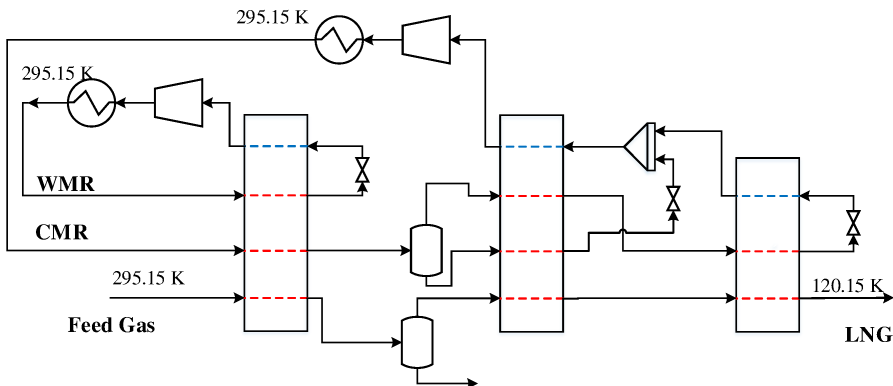 295.15 K
295.15 K
WMR
CMR
295.15 K
Feed Gas
120.15 K
LNG